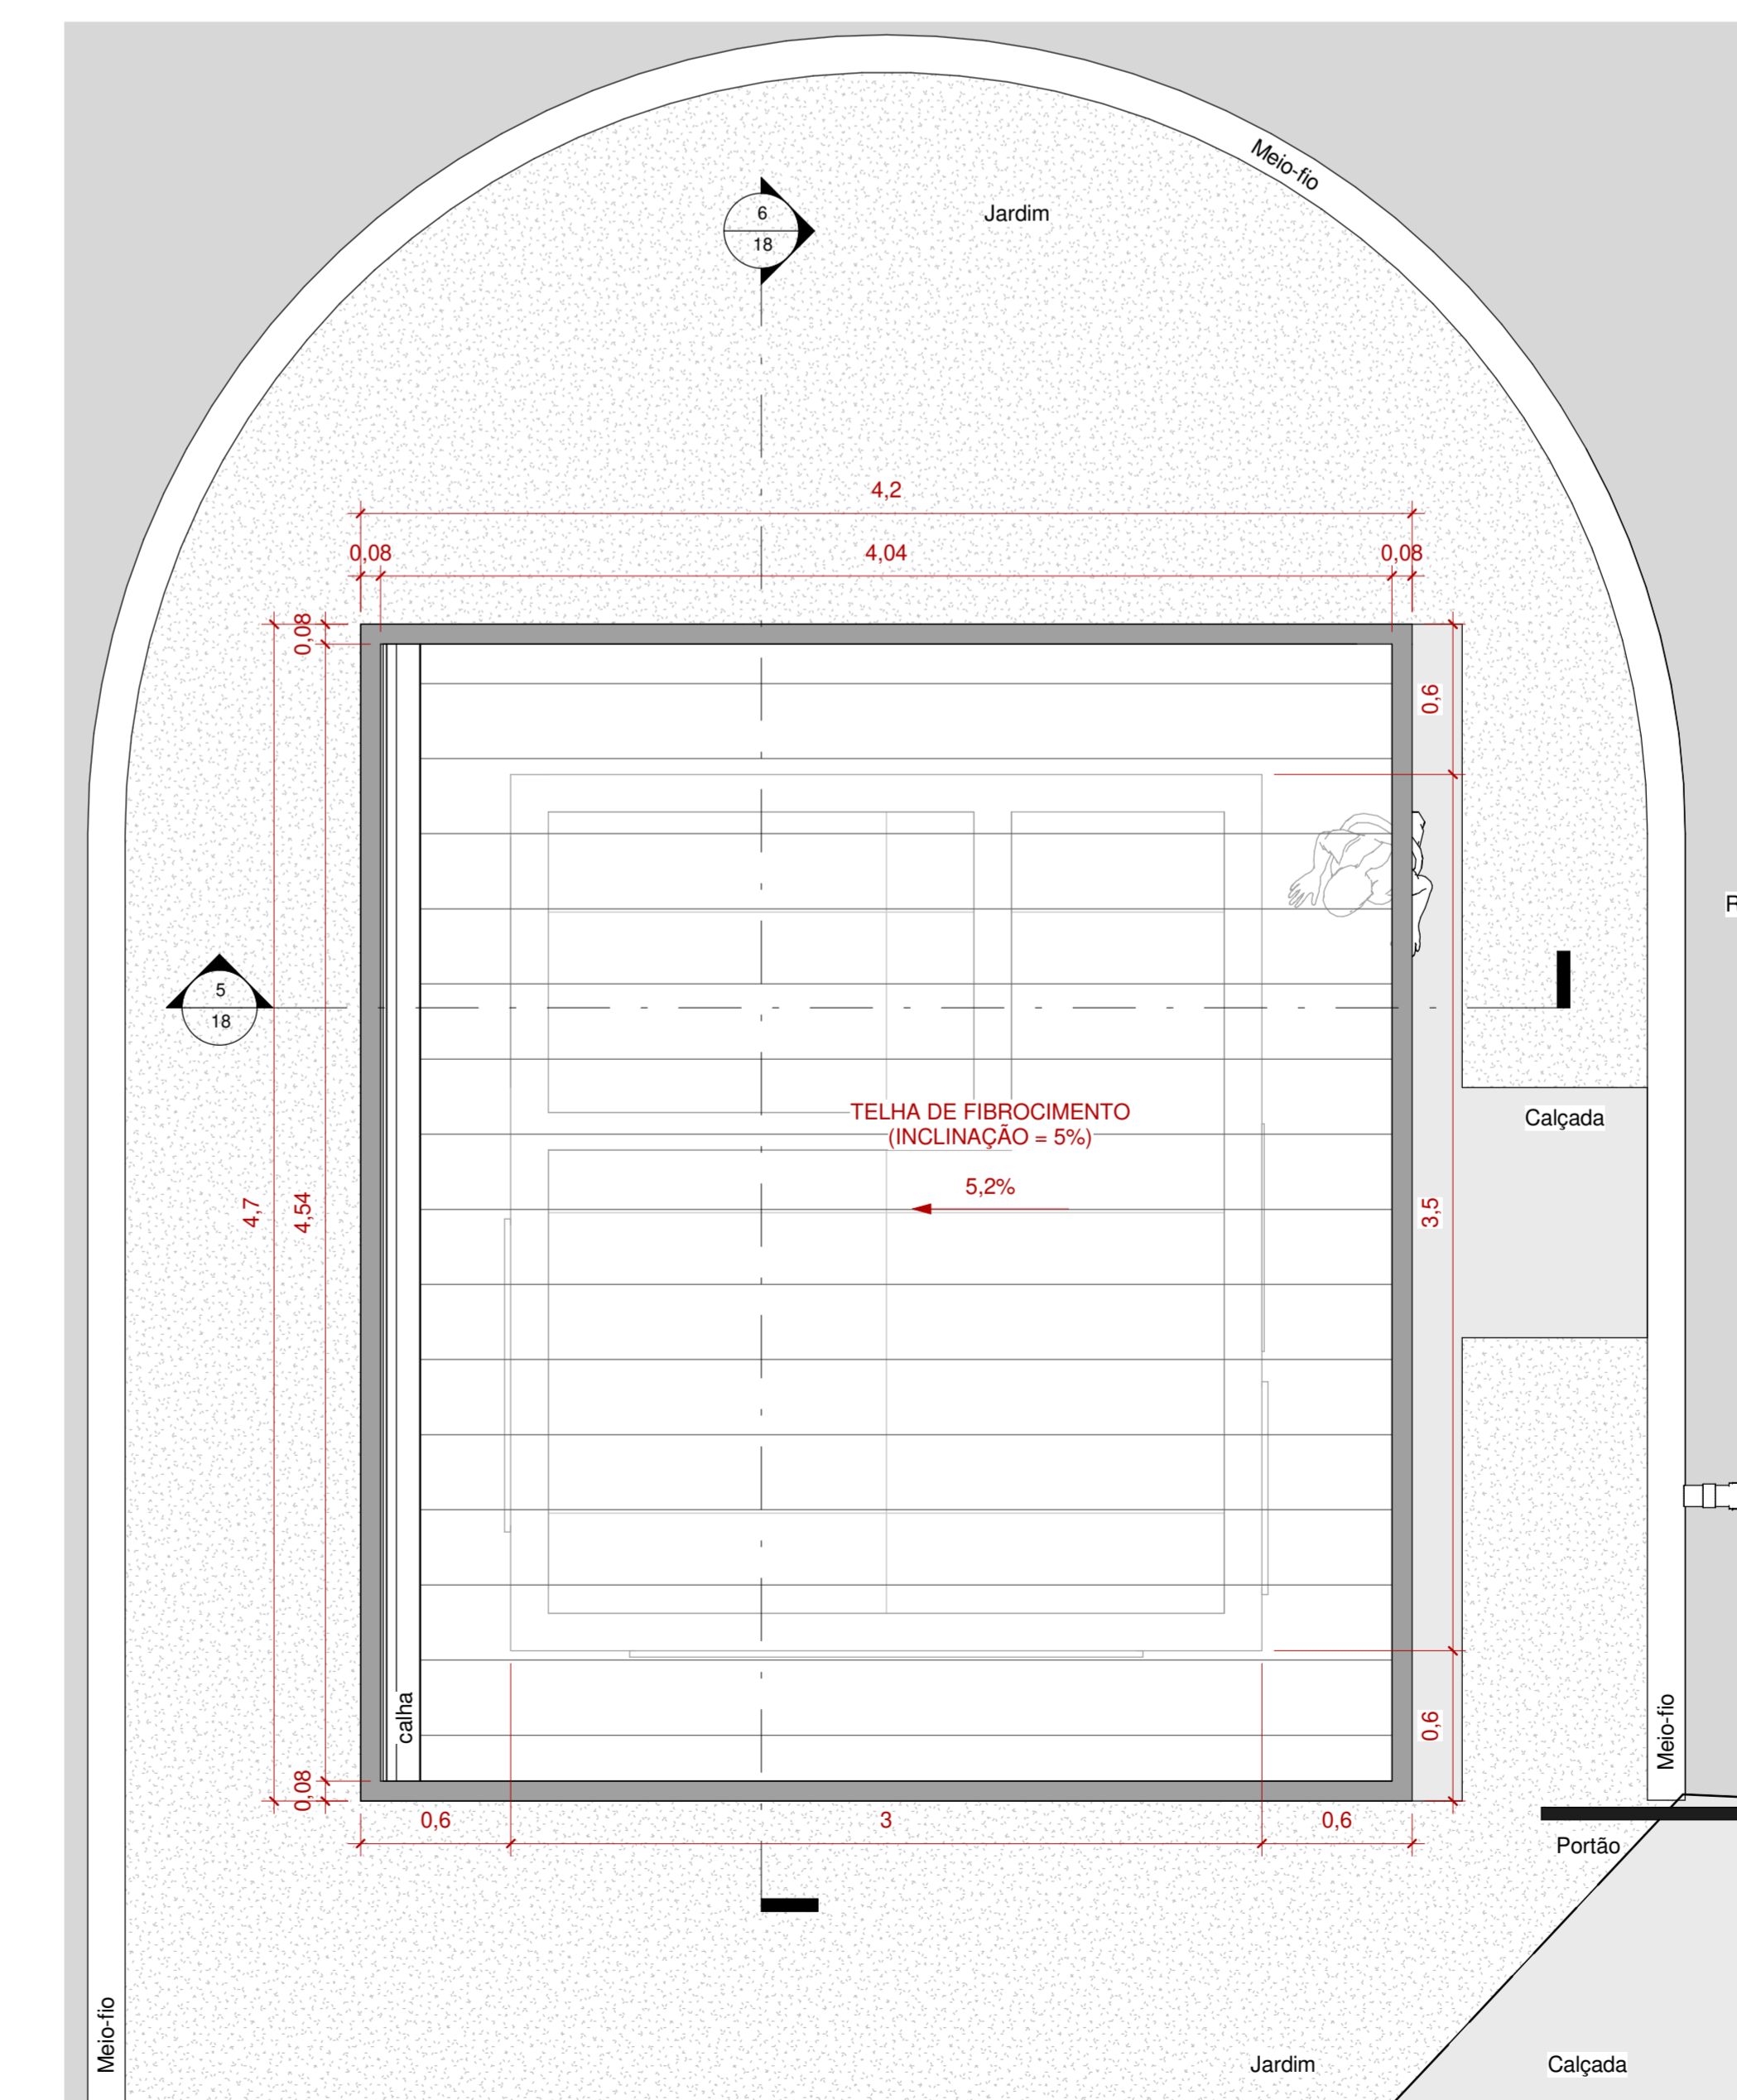 Meio-fio
6
18
Jardim
4,2
0,08
4,04
0,08
0,08
0,6
R
5
18
Calçada
TELHA DE FIBROCIMENTO
(INCLINAÇÃO = 5%)
5,2%
4,7
4,54
3,5
calha
0,6
Meio-fio
0,08
0,6
3
0,6
Portão
Meio-fio
Jardim
Calçada